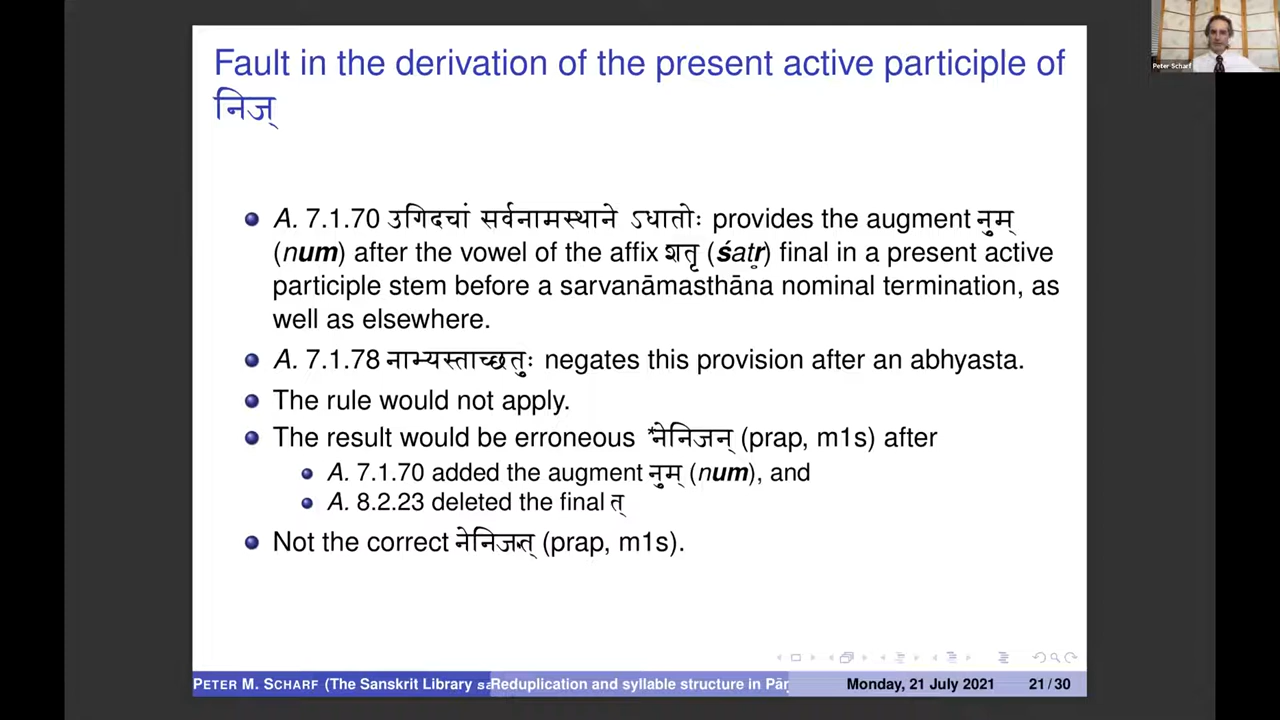 Fault in the derivation of the present active participle of
निज्
A. 7.1.70 उगिदचां सर्वनामस्थाने ऽधातोः provides the augment नुम्
(num) after the vowel of the affix शतृ (śatr̥) final in a present active
participle stem before a sarvanāmasthāna nominal termination, as
well as elsewhere.
A. 7.1.78 नाभ्यस्ताच्छतुः negates this provision after an abhyasta.
The rule would not apply.
The result would be erroneous *नेनिजन् (prap, m1s) after
A. 7.1.70 added the augment नुम् (num), and
A. 8.2.23 deleted the final त्
Not the correct नेनिजत् (prap, m1s).
PETER M. SCHARF (The Sanskrit Library Reduplication and syllable structure in Monday, 21 July 2021 21 / 30
Peter Scharf